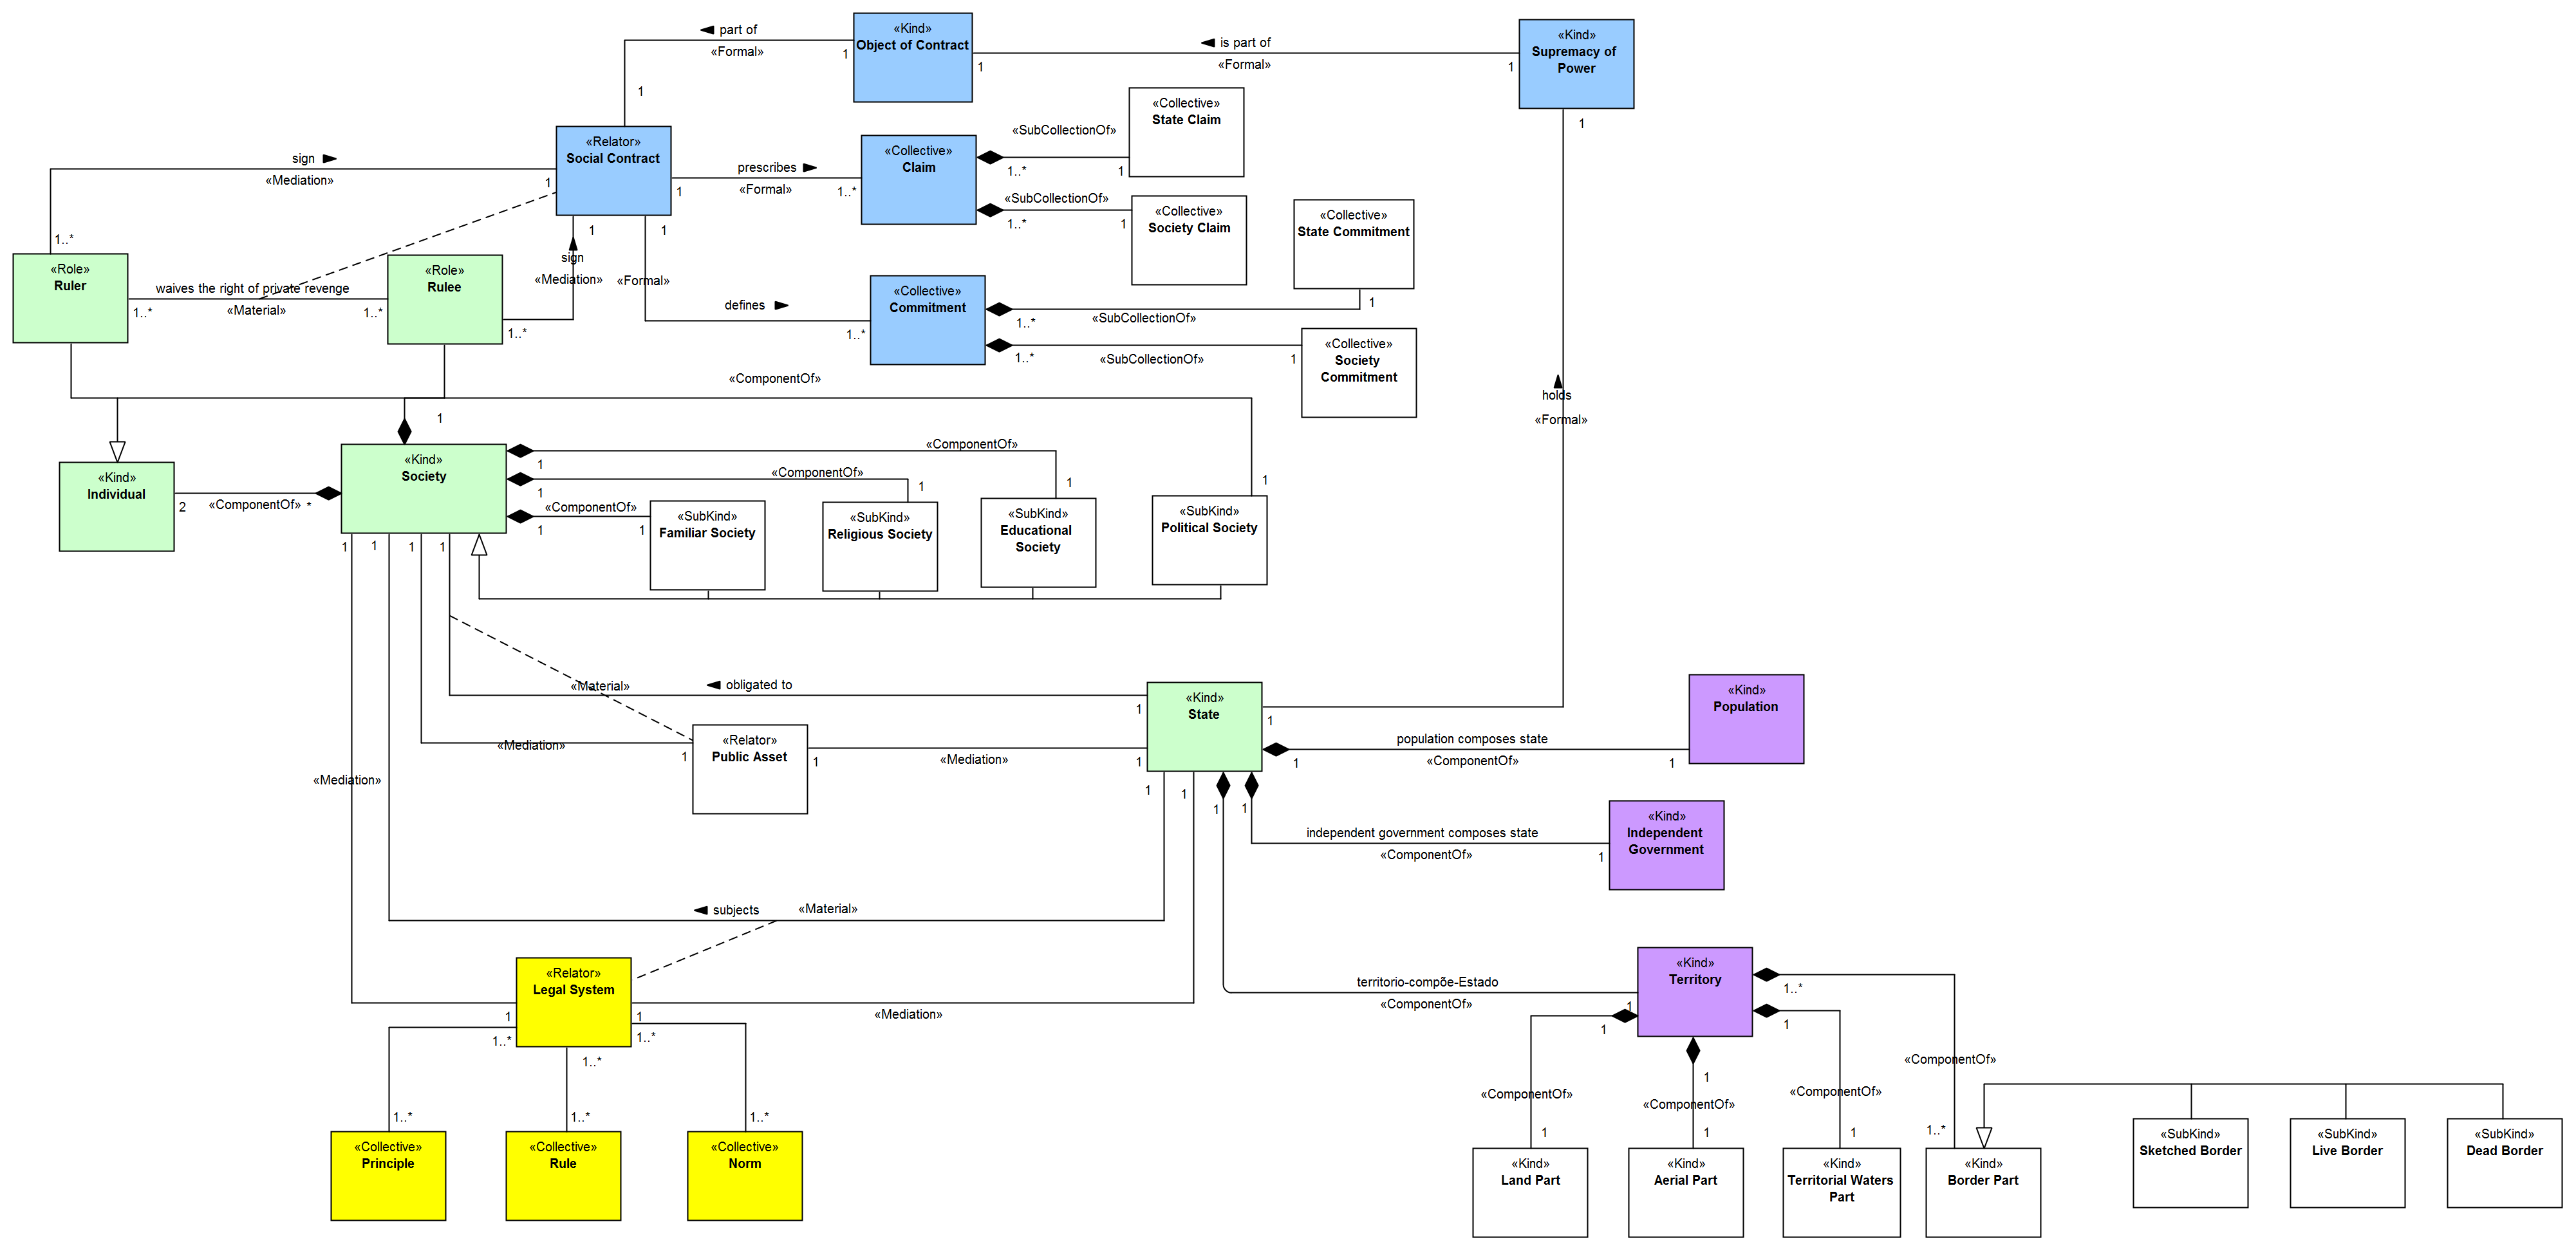 «Kind»
Object of Contract
«Kind»
Supremacy of
Power
part of
«Formal»
1
1
is part of
«Formal»
1
1
1
«Relator»
Social Contract
«Collective»
Claim
«Collective»
State Claim
«SubCollectionOf»
1..*
1
sign
«Mediation»
1
prescribes
«Formal»
1
1..*
«SubCollectionOf»
1..*
1
«Collective»
Society Claim
«Collective»
State Commitment
1..*
«Role»
Ruler
«Role»
Rulee
1
1
sign
«Mediation»
«Formal»
waives the right of private revenge
«Material»
1..*
1..*
1..*
defines
1..*
«Collective»
Commitment
1..*
«SubCollectionOf»
1
1..*
«SubCollectionOf»
1
«Collective»
Society
Commitment
«ComponentOf»
1
holds
«Formal»
1
«Kind»
Individual
2
«ComponentOf»
*
«Kind»
Society
«ComponentOf»
1
1
«ComponentOf»
1
1
«ComponentOf»
1
1
1
«SubKind»
Familiar Society
«SubKind»
Religious Society
«SubKind»
Educational
Society
«SubKind»
Political Society
1
1
1
1
«Material»
obligated to
1
«Kind»
State
1
«Kind»
Population
population composes state
«ComponentOf»
1
1
«Mediation»
1
«Relator»
Public Asset
1
«Mediation»
1
«Mediation»
1
1
1
1
independent government composes state
«ComponentOf»
1
«Kind»
Independent
Government
subjects
«Material»
«Relator»
Legal System
1
1
«Mediation»
territorio-compõe-Estado
«ComponentOf»
1
«Kind»
Territory
1..*
1
1
1
1..*
1..*
1..*
«ComponentOf»
«ComponentOf»
«ComponentOf»
«ComponentOf»
1..*
1..*
1..*
1
1
1
1..*
«Collective»
Principle
«Collective»
Rule
«Collective»
Norm
«Kind»
Land Part
«Kind»
Aerial Part
«Kind»
Territorial Waters
Part
«Kind»
Border Part
«SubKind»
Sketched Border
«SubKind»
Live Border
«SubKind»
Dead Border